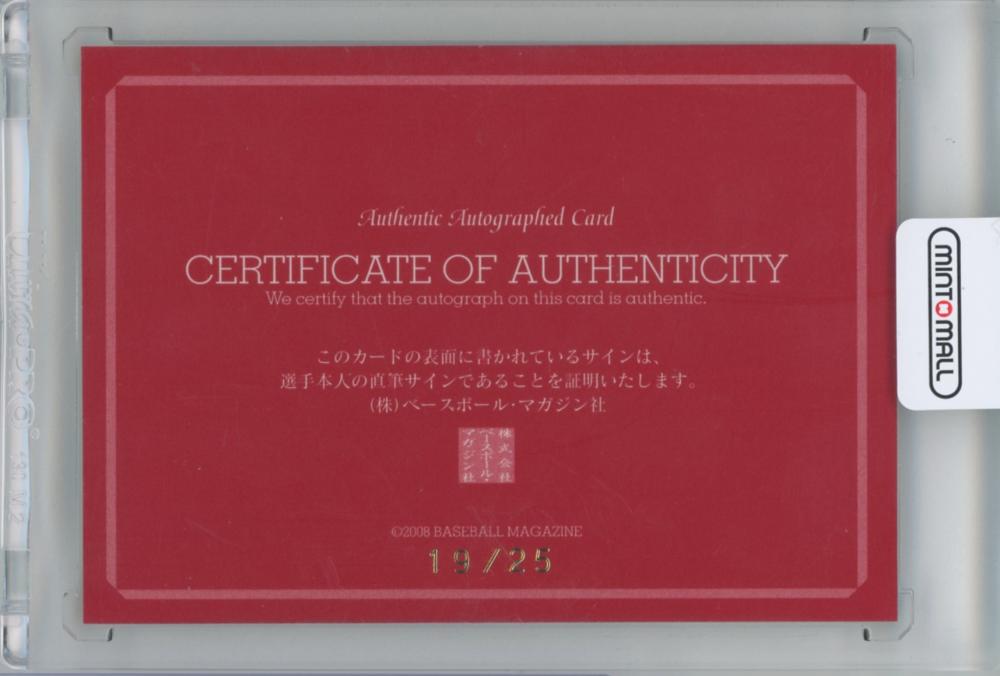 Authentic Autographed Card
CERTIFICATE OF AUTHENTICITY
We certify that the autograph on this card is authentic.
このカードの表面に書かれているサインは、
選手本人の直筆サインであることを証明いたします。
(株)ベースボール・マガジン社
株式会社
ベースボール・
マガジン社
©2008 BASEBALL MAGAZINE
19/25
MINT MALL
130 M2